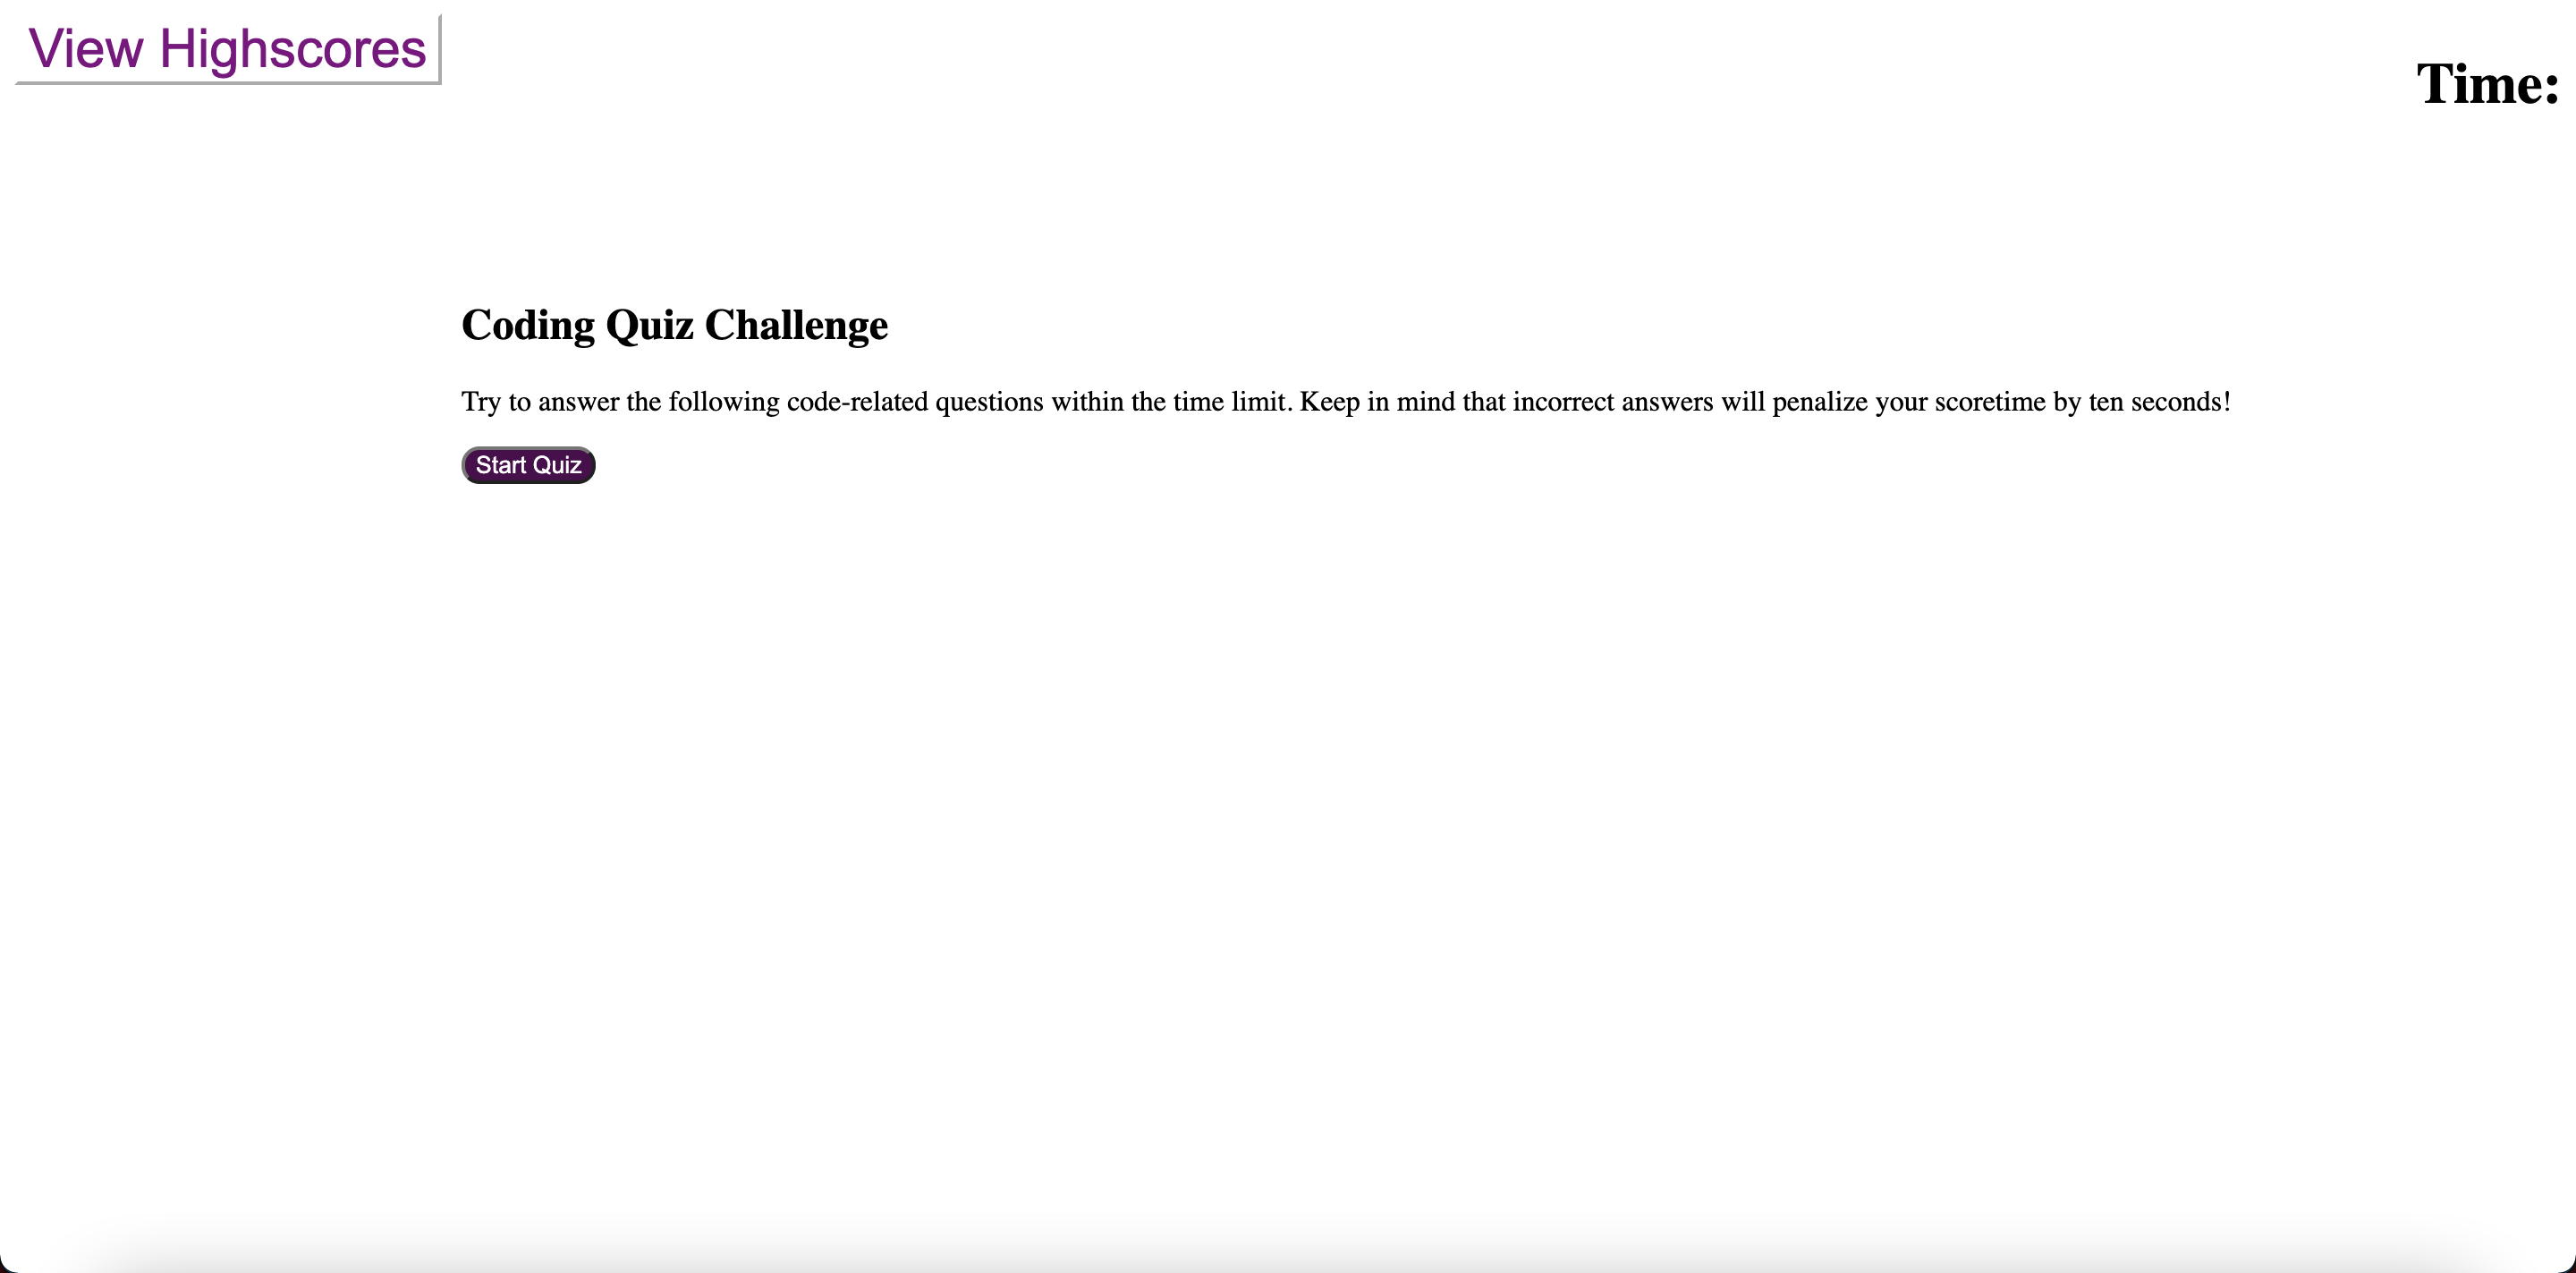 View Highscores
Time:
Coding Quiz Challenge
Try to answer the following code-related questions within the time limit. Keep in mind that incorrect answers will penalize your scoretime by ten seconds!
Start Quiz